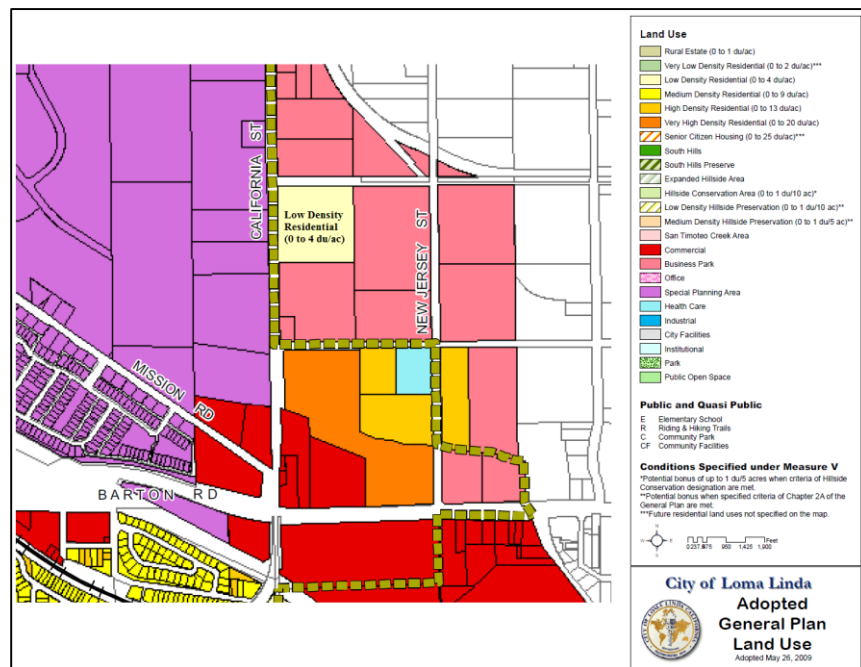 CALIFORNIA ST
Low Density
Residential
(0 to 4 du/ac)
NEW JERSEY ST
MISSION RD
BARTON RD
Land Use
Rural Estate (0 to 1 du/ac)
Very Low Density Residential (0 to 2 du/ac)***
Low Density Residential (0 to 4 du/ac)
Medium Density Residential (0 to 9 du/ac)
High Density Residential (0 to 13 du/ac)
Very High Density Residential (0 to 20 du/ac)
Senior Citizen Housing (0 to 25 du/ac)***
South Hills
South Hills Preserve
Expanded Hillside Area
Hillside Conservation Area (0 to 1 du/10 ac)*
Low Density Hillside Preservation (0 to 1 du/10 ac)**
Medium Density Hillside Preservation (0 to 1 du/5 ac)**
San Timoteo Creek Area
Commercial
Business Park
Office
Special Planning Area
Health Care
Industrial
City Facilities
Institutional
Park
Public Open Space
Public and Quasi Public
E Elementary School
R Riding & Hiking Trails
C Community Park
CF Community Facilities
Conditions Specified under Measure V
*Potential bonus of up to 1 du/5 acres when criteria of Hillside
Conservation designation are met.
**Potential bonus when specified criteria of Chapter 2A of the
General Plan are met.
***Future residential land uses not specified on the map.
N
W E
S
Feet
950 1,425 1,900
City of Loma Linda
Adopted
General Plan
Land Use
Adopted May 26, 2009